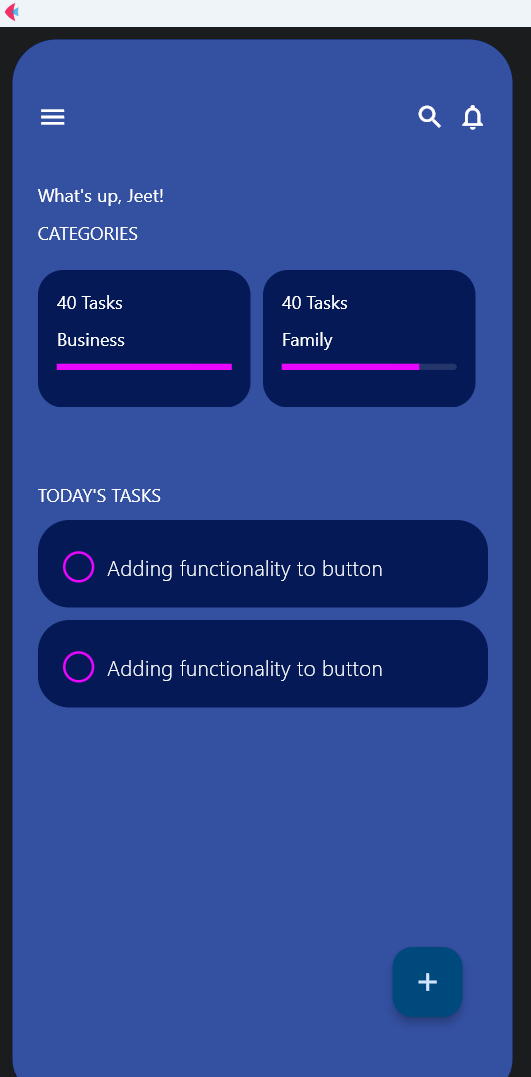 What's up, Jeet!
CATEGORIES
40 Tasks
Business
40 Tasks
Family
TODAY'S TASKS
Adding functionality to button
Adding functionality to button